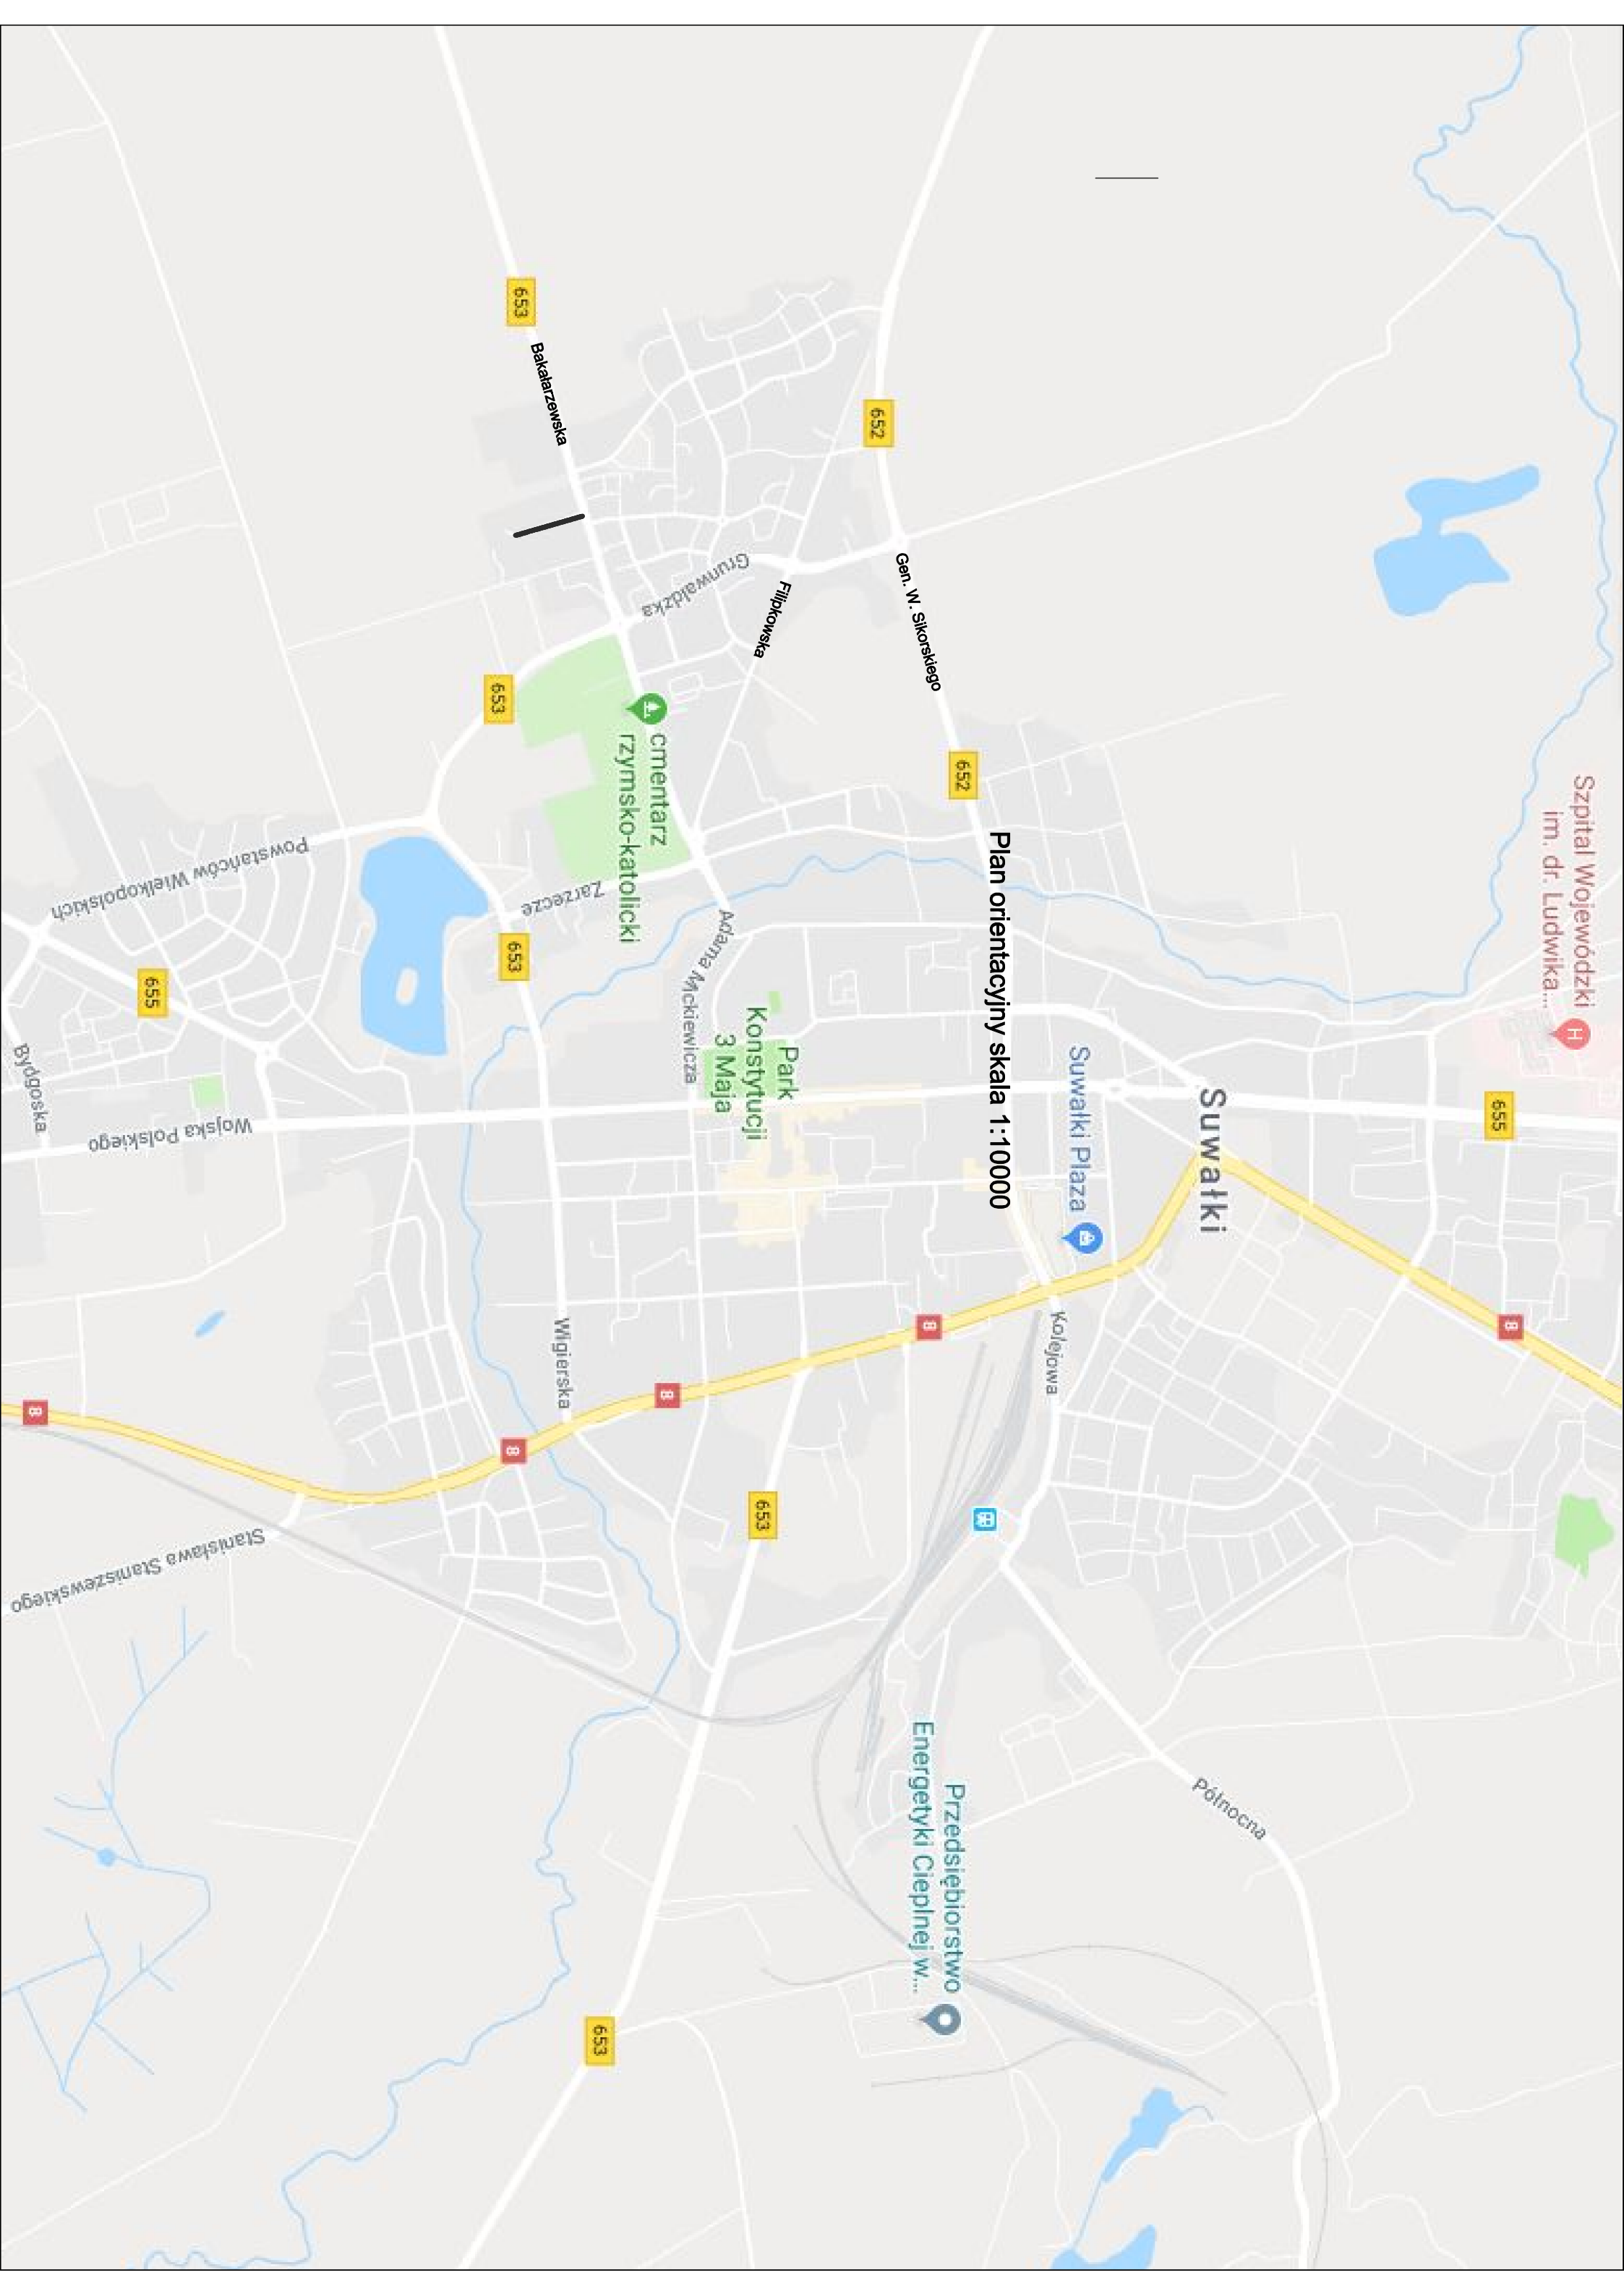 Szpital Wojewódzki
im. dr. Ludwika...
H
655
8
Suwałki
Suwałki Plaza
Północna
Kolejowa
Plan orientacyjny skala 1:10000
652
Gen. W. Sikorskiego
652
8
Przedsiębiorstwo
Energetyki Cieplnej w...
Filipkowska
Grunwaldzka
Park
Konstytucji
3 Maja
Adama Mickiewicza
653
cmentarz
rzymsko-katolicki
8
653
Bakałarzewska
653
Zarzecze
Wigierska
653
653
8
Powstańców Wielkopolskich
Wojska Polskiego
Stanisława Staniszewskiego
655
Bydgoska
8